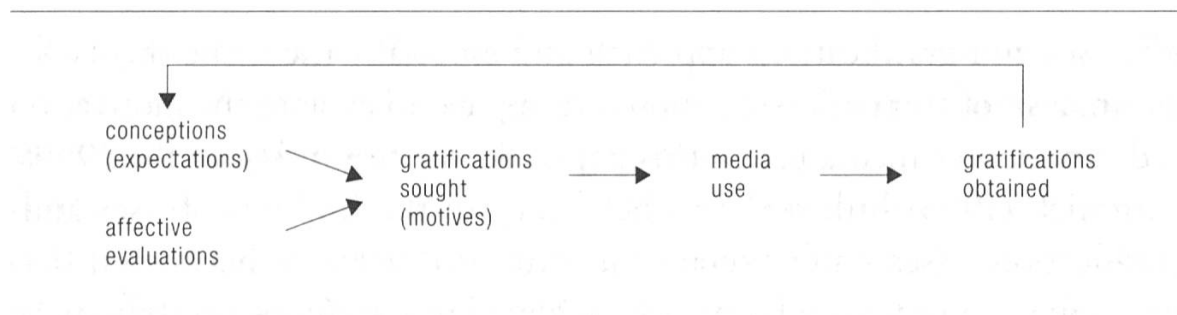 conceptions
(expectations)
affective
evaluations
gratifications
sought
(motives)
media
use
gratifications
obtained